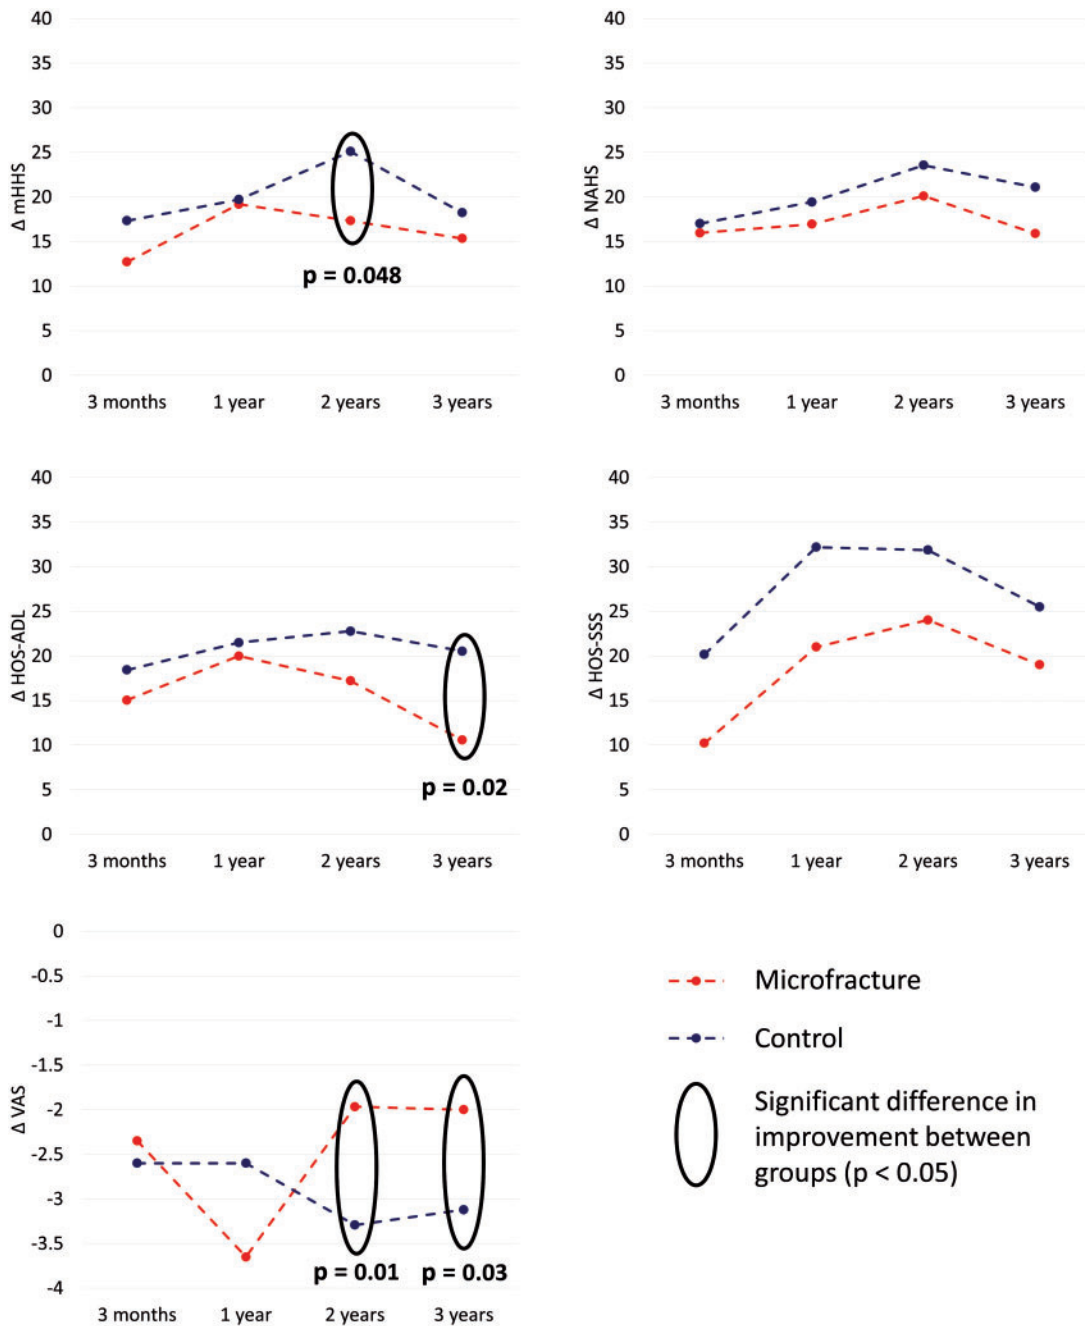 40
35
30
25
20
15
10
5
0
Δ mHHS
p = 0.048
3 months 1 year 2 years 3 years
40
35
30
25
20
15
10
5
0
Δ NAHS
3 months 1 year 2 years 3 years
40
35
30
25
20
15
10
5
0
Δ HOS-ADL
p = 0.02
3 months 1 year 2 years 3 years
40
35
30
25
20
15
10
5
0
Δ HOS-SSS
3 months 1 year 2 years 3 years
0
-0.5
-1
-1.5
-2
-2.5
-3
-3.5
-4
Δ VAS
p = 0.01 p = 0.03
3 months 1 year 2 years 3 years
Microfracture
Control
Significant difference in
improvement between
groups (p < 0.05)